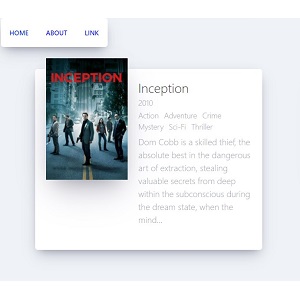 HOME ABOUT LINK
INCEPTION
Inception
2010
Action Adventure Crime
Mystery Sci-Fi Thriller
Dom Cobb is a skilled thief, the
absolute best in the dangerous
art of extraction, stealing
valuable secrets from deep
within the subconscious during
the dream state, when the
mind...